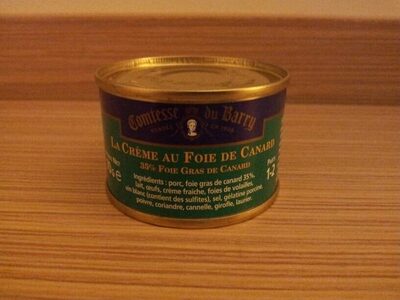 Comtesse du Barry
LA CRÈME AU FOIE DE CANARD
35% FOIE GRAS DE CANARD
Ingrédients : porc, foie gras de canard 35%,
lait, œufs, crème fraîche, foies de volailles,
vin blanc (contient des sulfites), sel, gélatine porcine,
poivre, coriandre, cannelle, girofle, laurier.
1-2